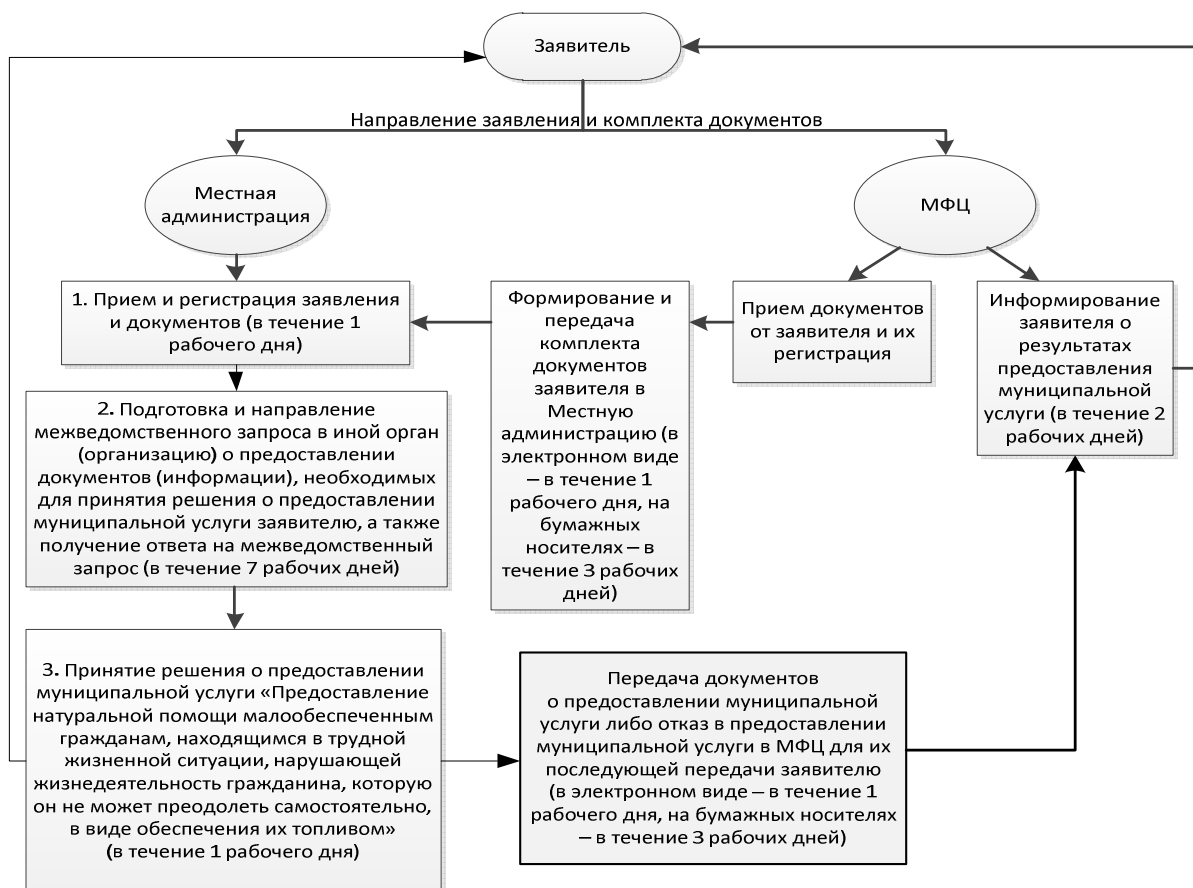 Заявитель
Направление заявления и комплекта документов
Местная
администрация
МФЦ
1. Прием и регистрация заявления
и документов (в течение 1
рабочего дня)
Формирование и
передача
комплекта
документов
заявителя в
Местную
администрацию (в
электронном виде
– в течение 1
рабочего дня, на
бумажных
носителях – в
течение 3 рабочих
дней)
Прием документов
от заявителя и их
регистрация
Информирование
заявителя о
результатах
предоставления
муниципальной
услуги (в течение 2
рабочих дней)
2. Подготовка и направление
межведомственного запроса в иной орган
(организацию) о предоставлении
документов (информации), необходимых
для принятия решения о предоставлении
муниципальной услуги заявителю, а также
получение ответа на межведомственный
запрос (в течение 7 рабочих дней)
3. Принятие решения о предоставлении
муниципальной услуги «Предоставление
натуральной помощи малообеспеченным
гражданам, находящимся в трудной
жизненной ситуации, нарушающей
жизнедеятельность гражданина, которую
он не может преодолеть самостоятельно,
в виде обеспечения их топливом»
(в течение 1 рабочего дня)
Передача документов
о предоставлении муниципальной
услуги либо отказ в предоставлении
муниципальной услуги в МФЦ для их
последующей передачи заявителю
(в электронном виде – в течение 1
рабочего дня, на бумажных носителях
– в течение 3 рабочих дней)